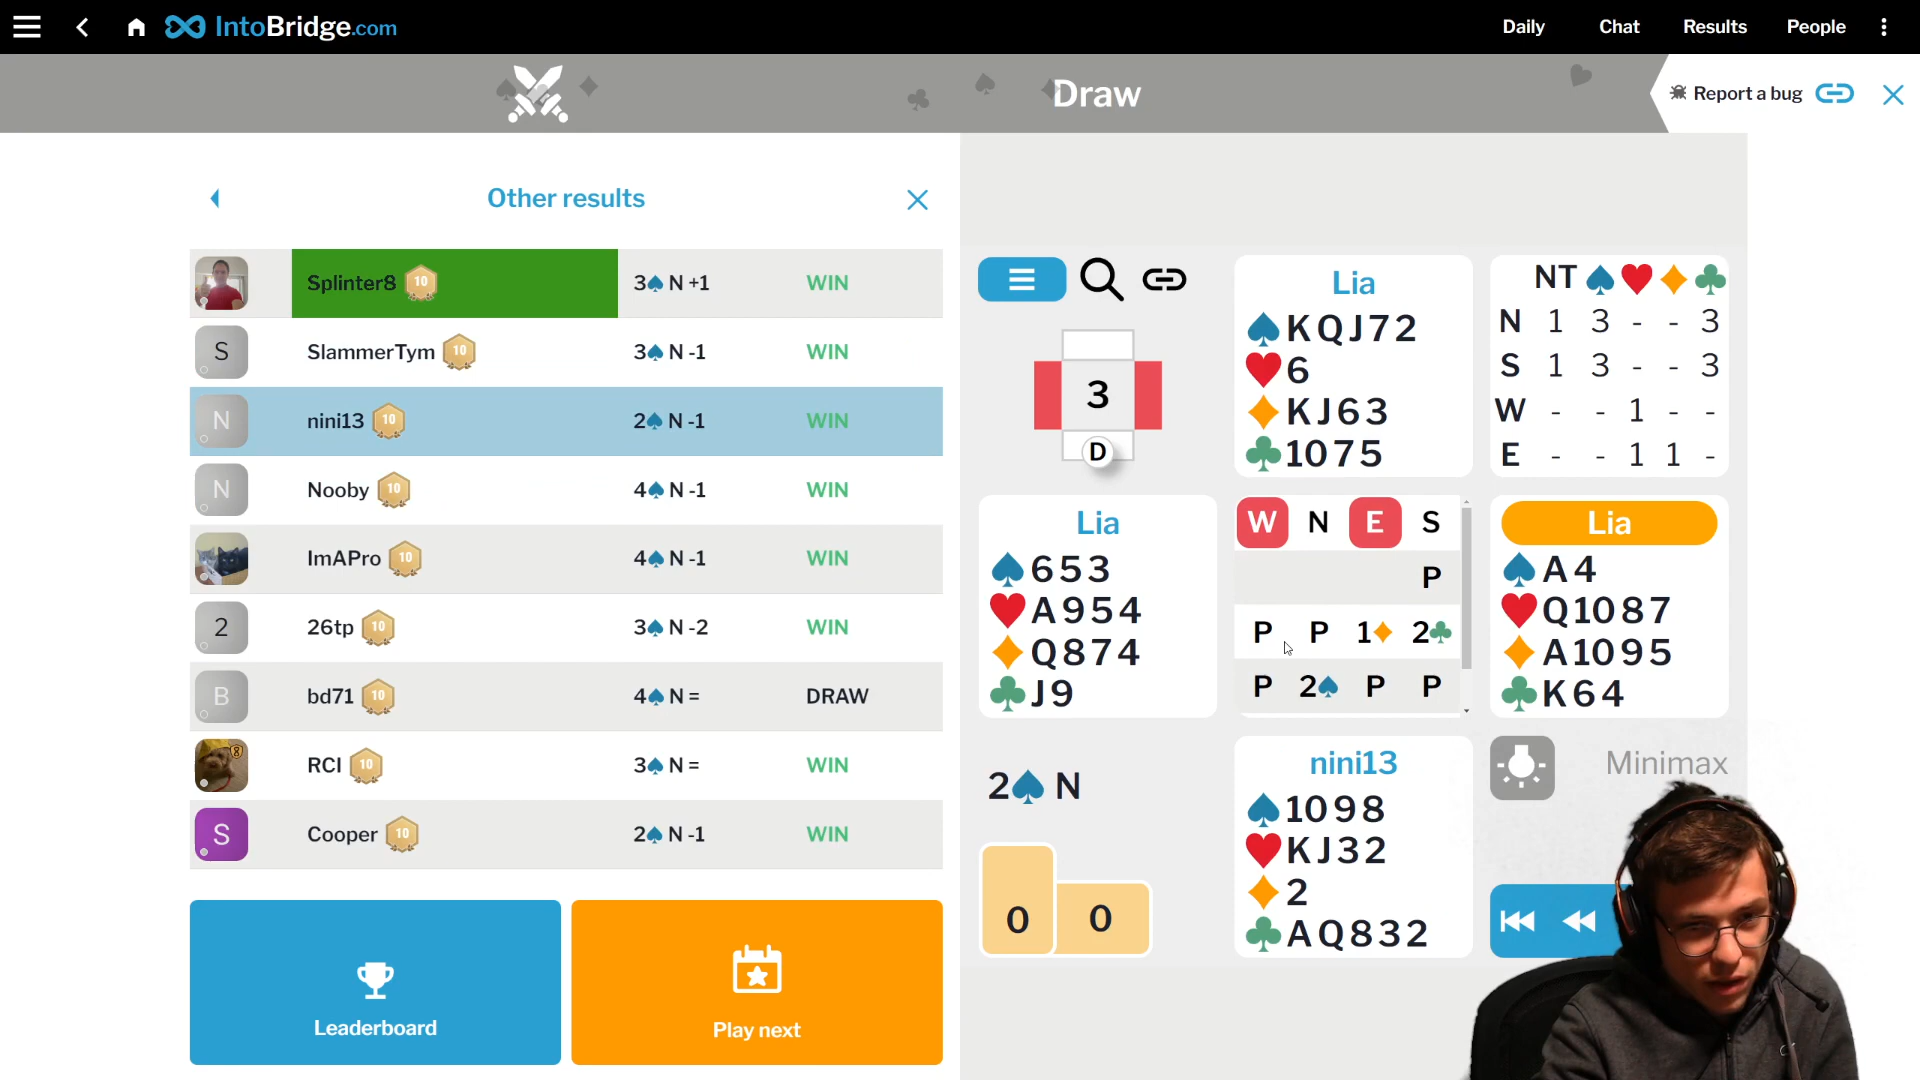 IntoBridge.com
Daily Chat Results People
Draw
Report a bug
Other results
Splinter8 10 3♠ N +1 WIN
S SlammerTym 10 3♠ N -1 WIN
N nini13 10 2♠ N -1 WIN
N Nooby 10 4♠ N -1 WIN
ImAPro 10 4♠ N -1 WIN
2 26tp 10 3♠ N -2 WIN
B bd71 10 4♠ N = DRAW
RCI 10 3♠ N = WIN
S Cooper 10 2♠ N -1 WIN
Leaderboard
Play next
3
D
Lia
♠KQJ72
♥6
♦KJ63
♣1075
NT ♠ ♥ ♦ ♣
N 1 3 - - 3
S 1 3 - - 3
W - - 1 - -
E - - 1 1 -
Lia
♠653
♥A954
♦Q874
♣J9
W N E S
P
P P 1♦ 2♣
P 2♠ P P
Lia
♠A4
♥Q1087
♦A1095
♣K64
2♠ N
0 0
nini13
♠1098
♥KJ32
♦2
♣AQ832
Minimax